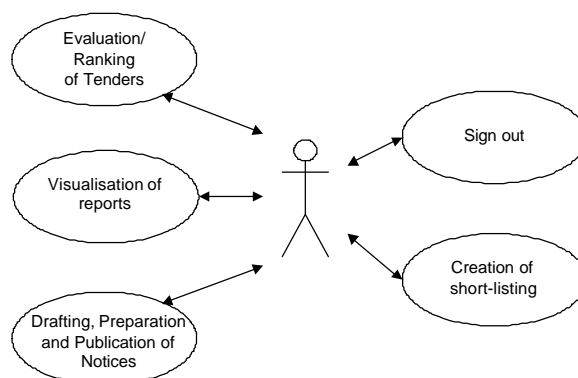 Evaluation/
Ranking
of Tenders
Sign out
Visualisation of
reports
Creation of
short-listing
Drafting, Preparation
and Publication of
Notices